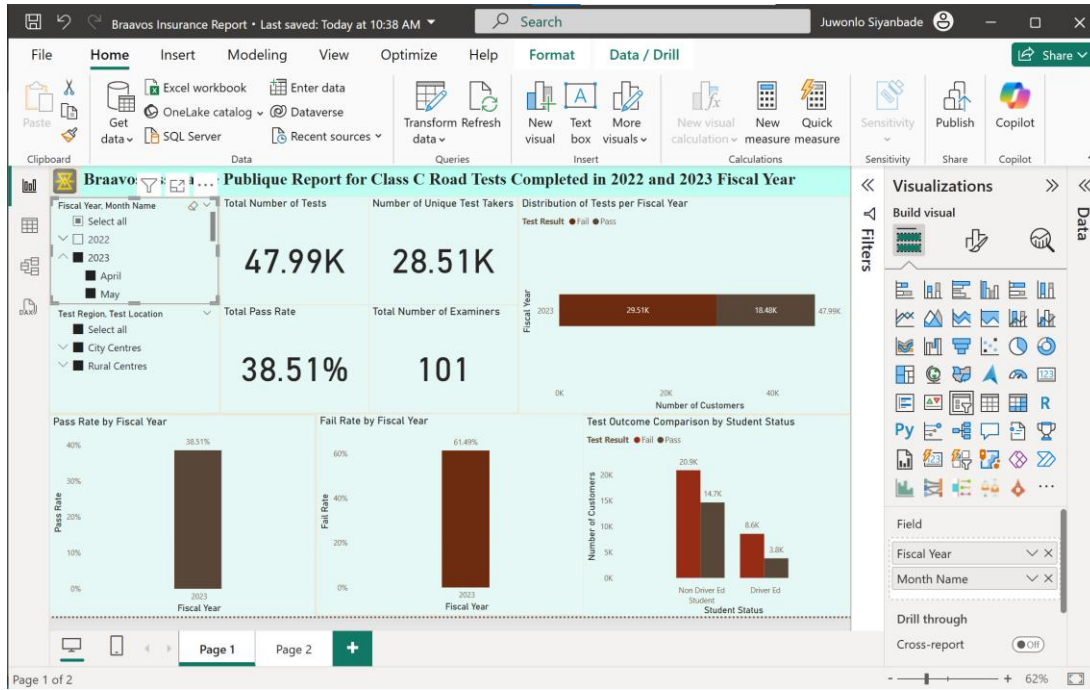 Braavos Insurance Report • Last saved: Today at 10:38 AM
Search
Juwonlo Siyanbade
File Home Insert Modeling View Optimize Help Format Data / Drill
Share
Paste
Clipboard
Get data
Excel workbook
OneLake catalog
SQL Server
Enter data
Dataverse
Recent sources
Data
Transform data
Refresh
Queries
New visual
Text box
More visuals
Insert
New visual calculation
New measure
Quick measure
Calculations
Sensitivity
Sensitivity
Publish
Share
Copilot
Copilot
Braavos
Publique Report for Class C Road Tests Completed in 2022 and 2023 Fiscal Year
Fiscal Year, Month Name
Select all
2022
2023
April
May
Test Region, Test Location
Select all
City Centres
Rural Centres
Total Number of Tests
47.99K
Number of Unique Test Takers
28.51K
Total Pass Rate
38.51%
Total Number of Examiners
101
Distribution of Tests per Fiscal Year
Test Result Fail Pass
Fiscal Year
2023
29.51K
18.48K
47.99K
0K 20K 40K
Number of Customers
Pass Rate by Fiscal Year
Pass Rate
40%
30%
20%
10%
0%
38.51%
2023
Fiscal Year
Fail Rate by Fiscal Year
Fail Rate
60%
40%
20%
0%
61.49%
2023
Fiscal Year
Test Outcome Comparison by Student Status
Test Result Fail Pass
Number of Customers
20K
15K
10K
5K
0K
20.9K
14.7K
8.6K
3.8K
Non Driver Ed Student
Driver Ed
Student Status
Filters
Visualizations
Build visual
123
R
Py
123
Field
Fiscal Year
Month Name
Drill through
Cross-report
Off
Data
DAX
Page 1
Page 2
Page 1 of 2
62%